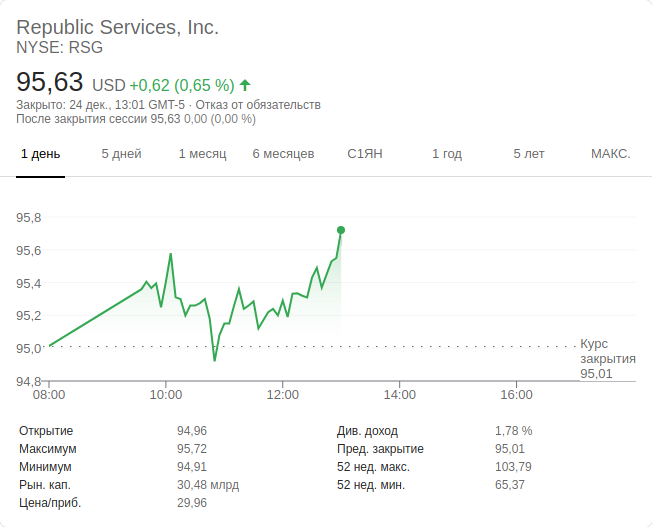 Republic Services, Inc.
NYSE: RSG
95,63 USD +0,62 (0,65 %)
Закрыто: 24 дек., 13:01 GMT-5 · Отказ от обязательств
После закрытия сессии 95,63 0,00 (0,00 %)
1 день 5 дней 1 месяц 6 месяцев С1ЯН 1 год 5 лет МАКС.
95,8
95,6
95,4
95,2
95,0
94,8
Курс
закрытия
95,01
08:00 10:00 12:00 14:00 16:00
Открытие 94,96 Див. доход 1,78 %
Максимум 95,72 Пред. закрытие 95,01
Минимум 94,91 52 нед. макс. 103,79
Рын. кап. 30,48 млрд 52 нед. мин. 65,37
Цена/приб. 29,96